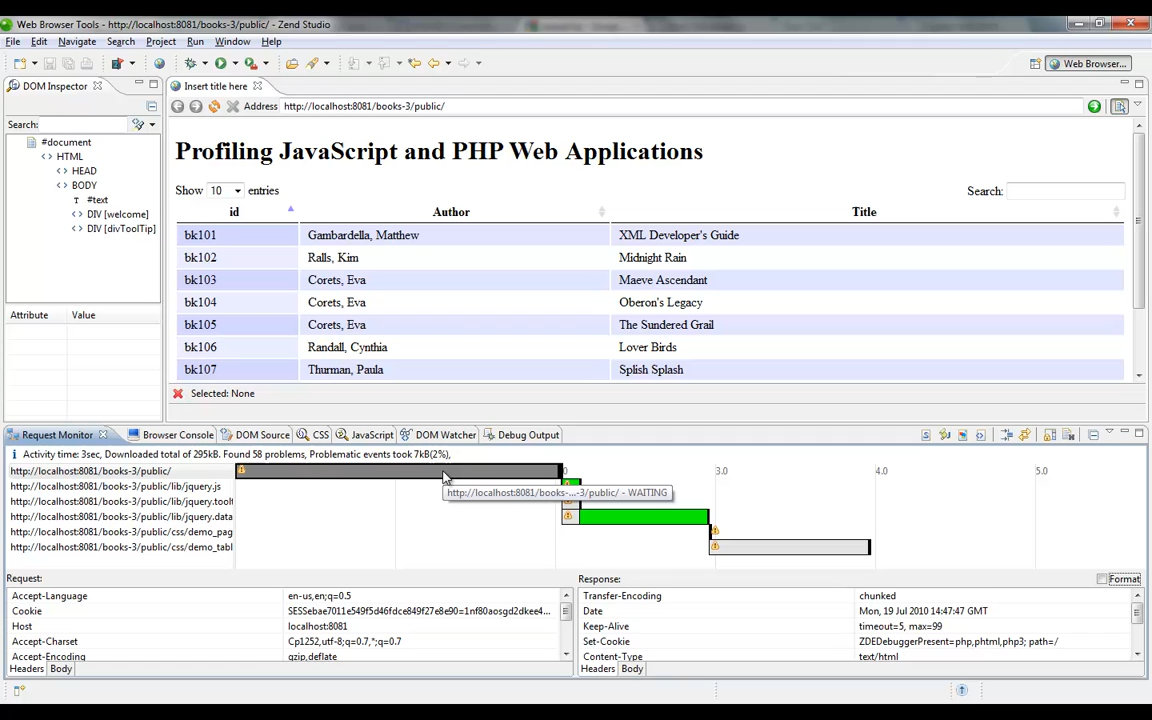 Web Browser Tools - http://localhost:8081/books-3/public/ - Zend Studio
File Edit Navigate Search Project Run Window Help
Web Browser...
DOM Inspector
Insert title here
Address http://localhost:8081/books-3/public/
Search:
#document
HTML
HEAD
BODY
#text
DIV [welcome]
DIV [divToolTip]
Attribute Value
Profiling JavaScript and PHP Web Applications
Show 10 entries Search:
id Author Title
bk101 Gambardella, Matthew XML Developer's Guide
bk102 Ralls, Kim Midnight Rain
bk103 Corets, Eva Maeve Ascendant
bk104 Corets, Eva Oberon's Legacy
bk105 Corets, Eva The Sundered Grail
bk106 Randall, Cynthia Lover Birds
bk107 Thurman, Paula Splish Splash
Selected: None
Request Monitor Browser Console DOM Source CSS JavaScript DOM Watcher Debug Output
Activity time: 3sec, Downloaded total of 295kB. Found 58 problems, Problematic events took 7kB(2%),
http://localhost:8081/books-3/public/ 0 3.0 4.0 5.0
http://localhost:8081/books-3/public/lib/jquery.js
http://localhost:8081/books-...-3/public/ - WAITING
http://localhost:8081/books-3/public/lib/jquery.toolt
http://localhost:8081/books-3/public/lib/jquery.data
http://localhost:8081/books-3/public/css/demo_pag
http://localhost:8081/books-3/public/css/demo_tabl
Request: Response: Format
Accept-Language en-us,en;q=0.5 Transfer-Encoding chunked
Cookie SESSebae7011e549f5d46fdce849f27e8e90=1nf80aosgd2dkee4... Date Mon, 19 Jul 2010 14:47:47 GMT
Host localhost:8081 Keep-Alive timeout=5, max=99
Accept-Charset Cp1252,utf-8;q=0.7,*;q=0.7 Set-Cookie ZDEDebuggerPresent=php,phtml,php3; path=/
Accept-Encoding gzip,deflate Content-Type text/html
Headers Body Headers Body